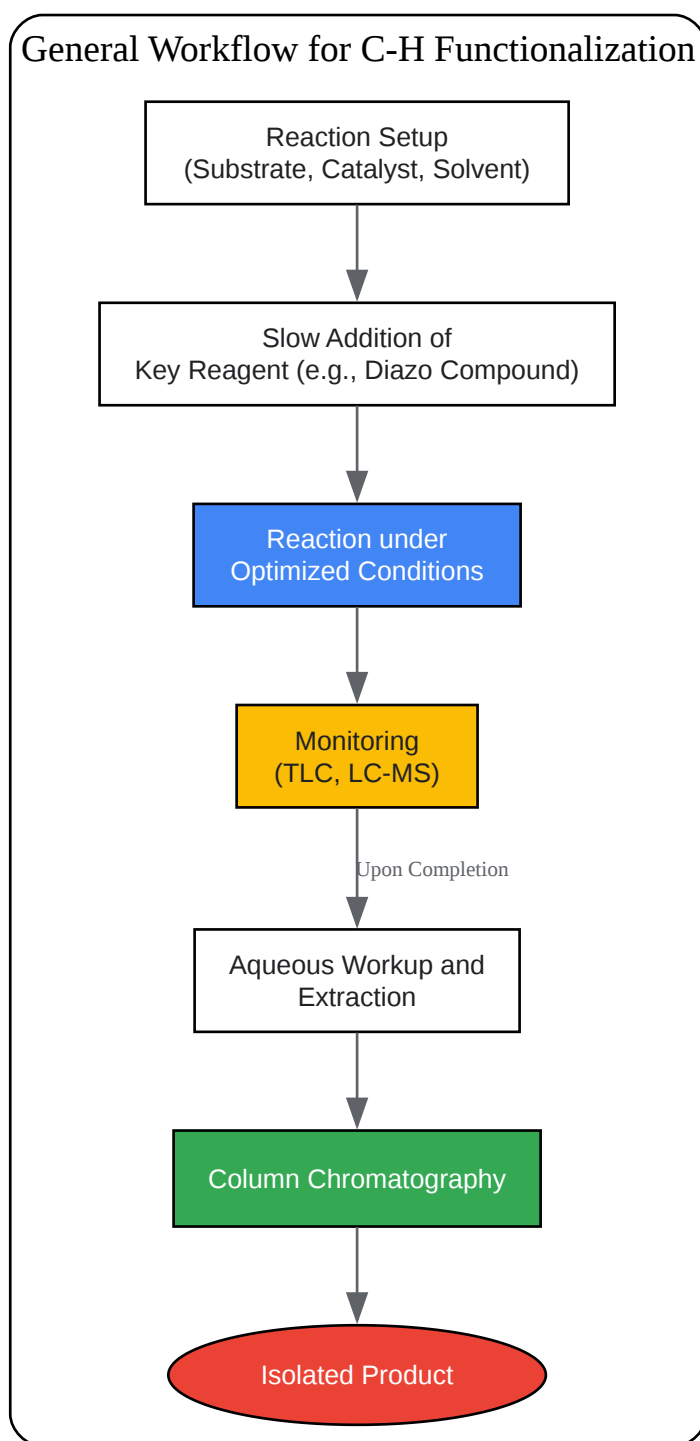 General Workflow for C-H Functionalization
Reaction Setup
(Substrate, Catalyst, Solvent)
Slow Addition of
Key Reagent (e.g., Diazo Compound)
Reaction under
Optimized Conditions
Monitoring
(TLC, LC-MS)
Upon Completion
Aqueous Workup and
Extraction
Column Chromatography
Isolated Product